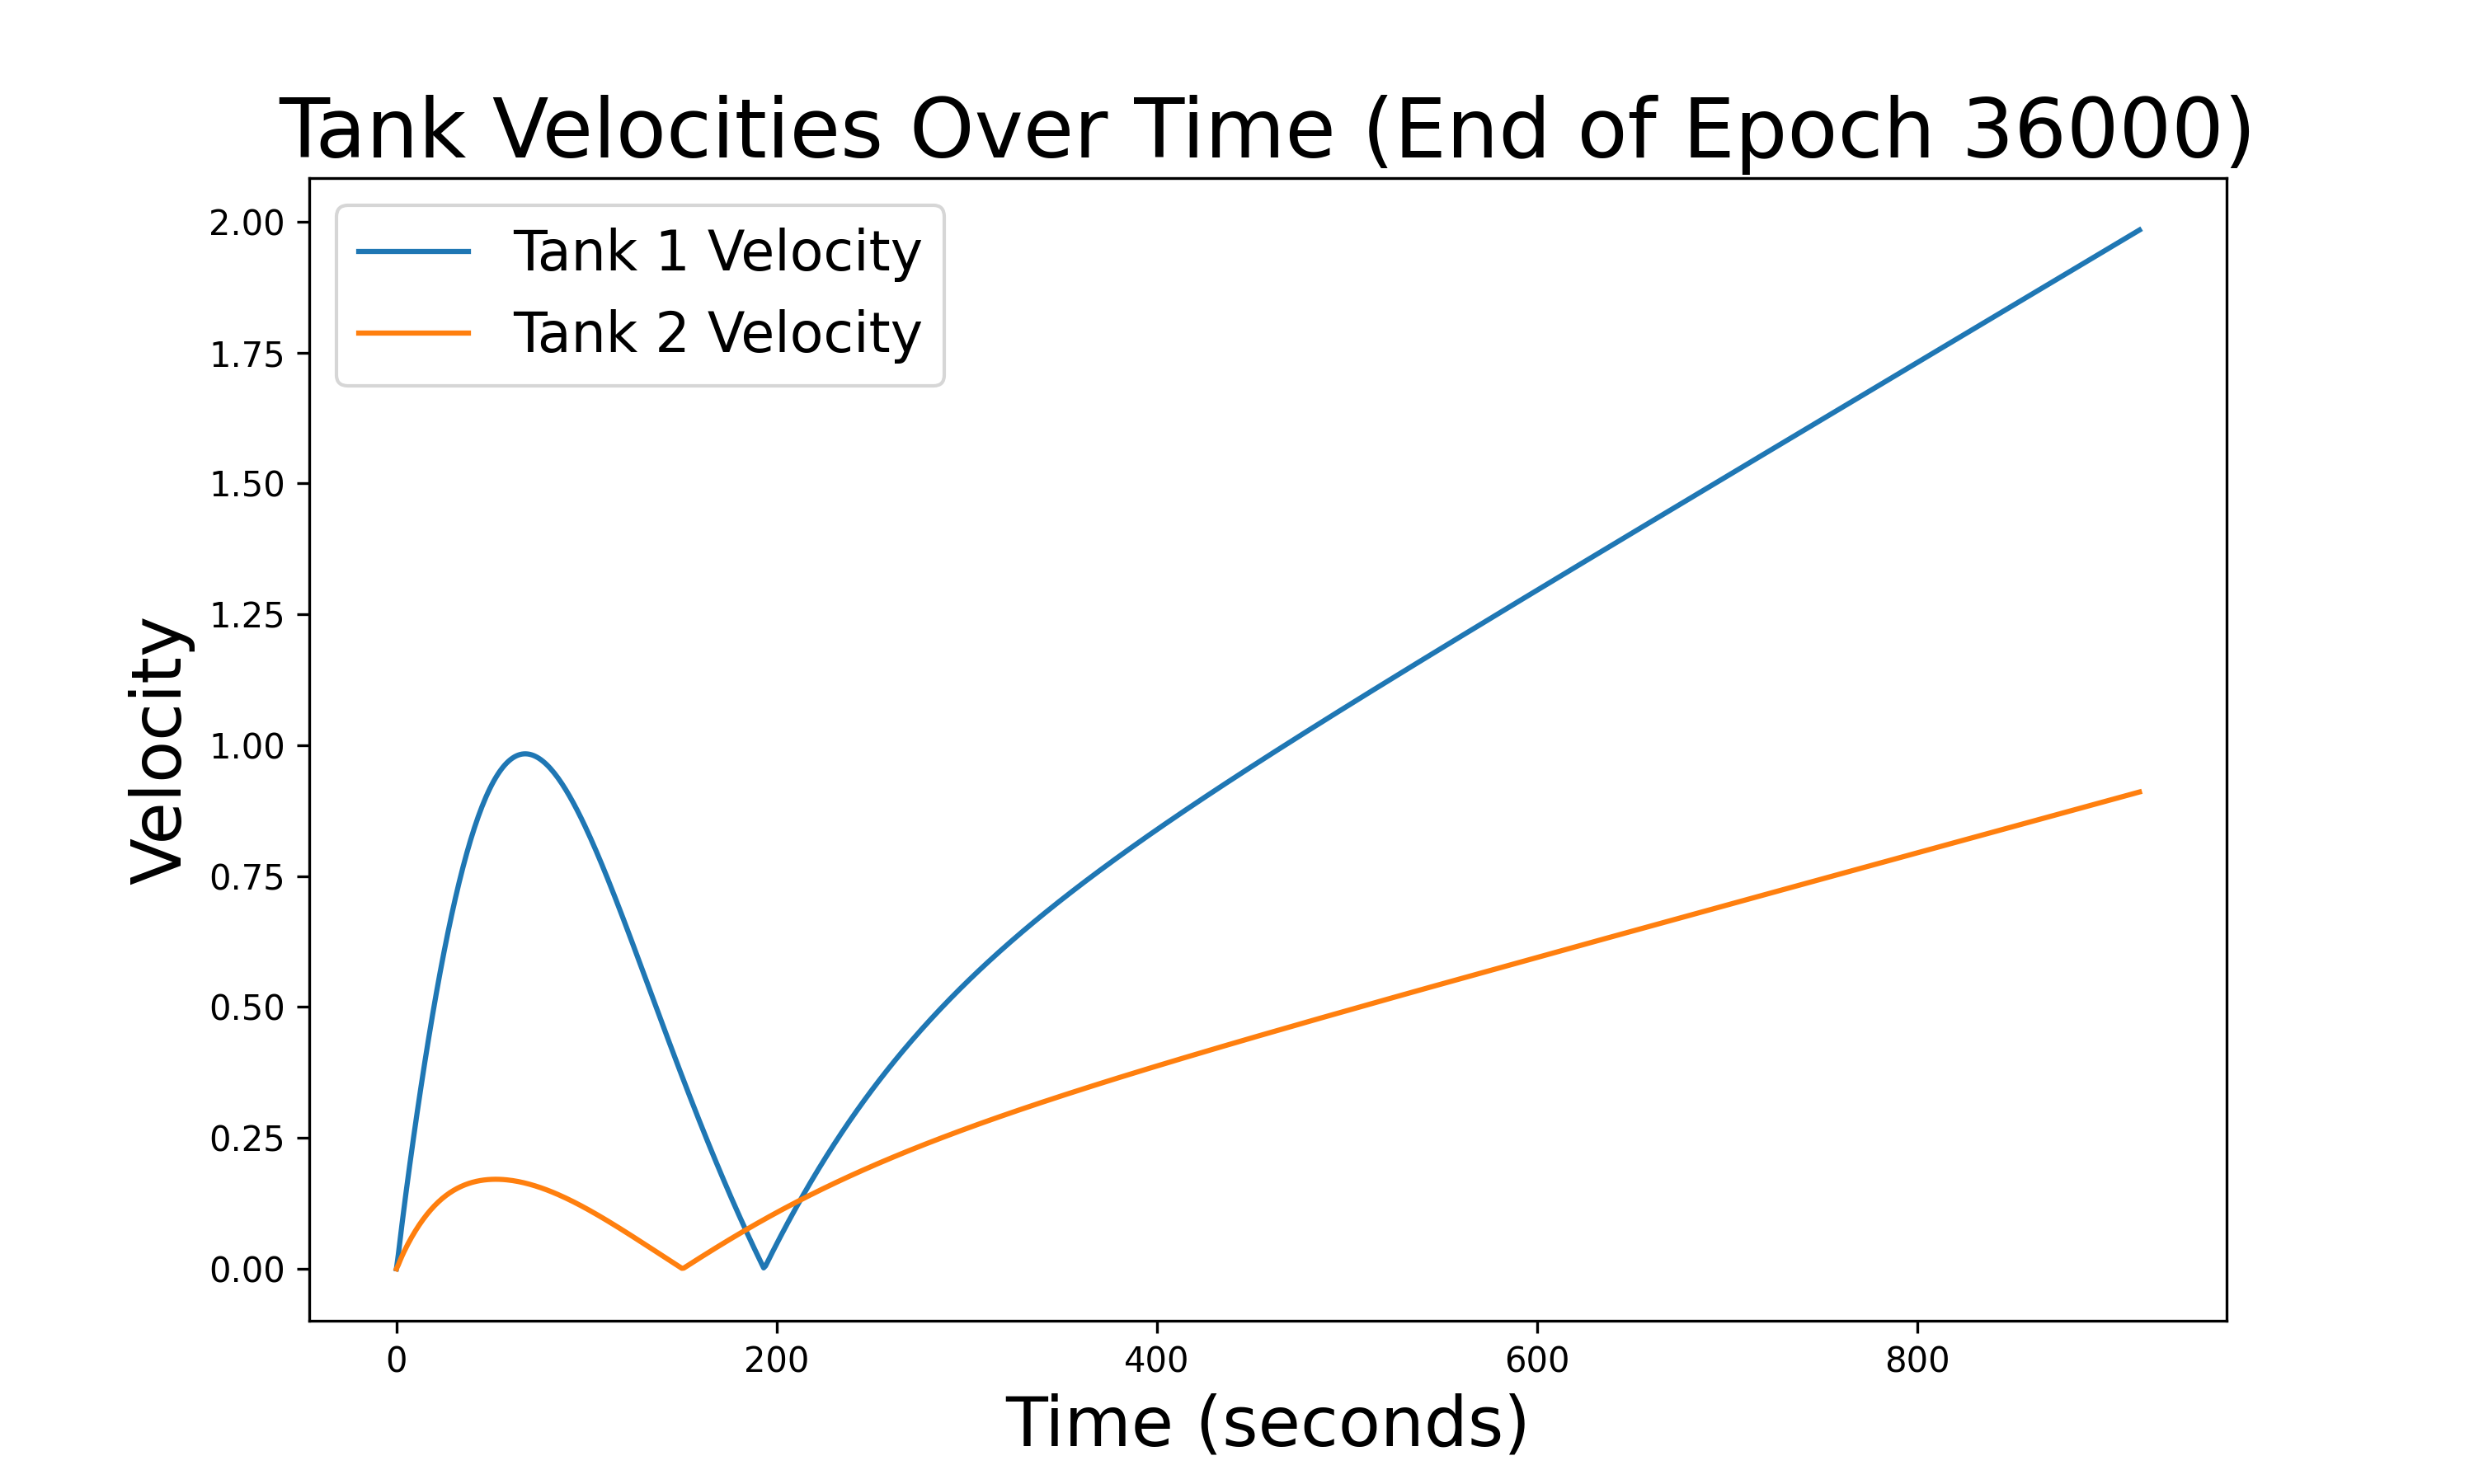 Tank Velocities Over Time (End of Epoch 36000)
Tank 1 Velocity
Tank 2 Velocity
Velocity
2.00
1.75
1.50
1.25
1.00
0.75
0.50
0.25
0.00
0 200 400 600 800
Time (seconds)